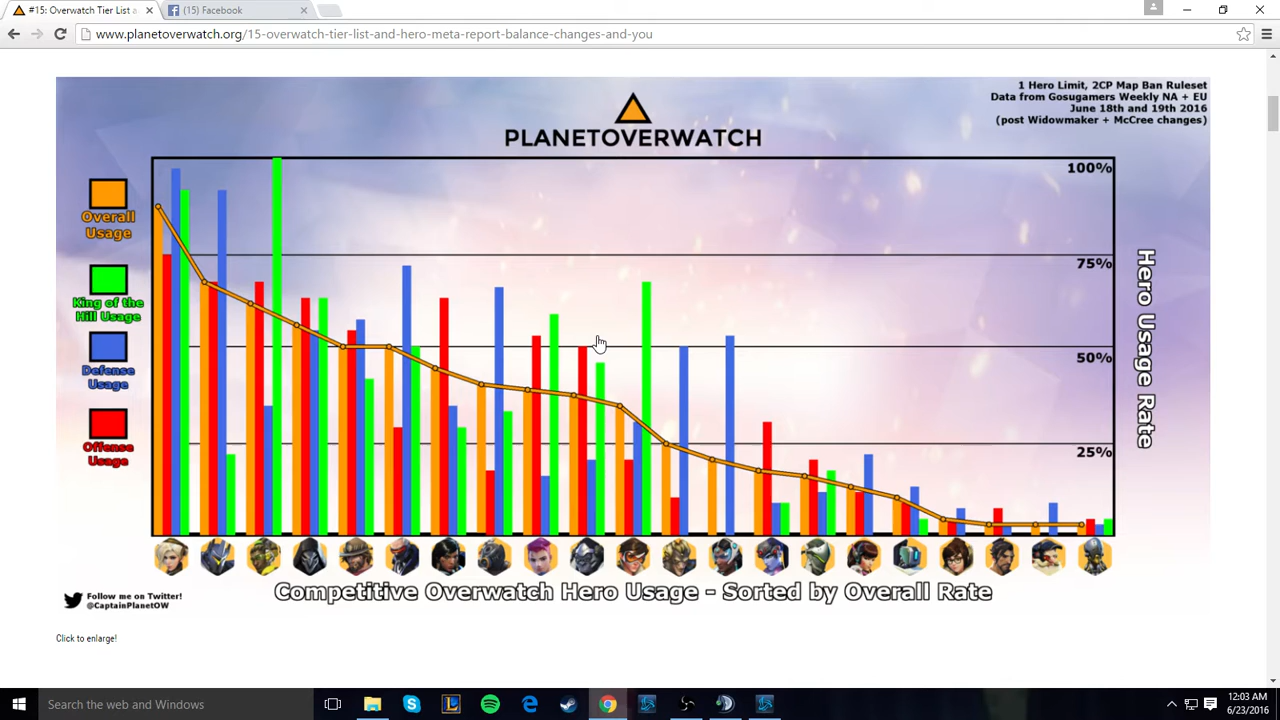 #15: Overwatch Tier List a
(15) Facebook
www.planetoverwatch.org/15-overwatch-tier-list-and-hero-meta-report-balance-changes-and-you
1 Hero Limit, 2CP Map Ban Ruleset
Data from Gosugamers Weekly NA + EU
June 18th and 19th 2016
(post Widowmaker + McCree changes)
PLANETOVERWATCH
100%
75%
50%
25%
Hero Usage Rate
Overall
Usage
King of the
Hill Usage
Defense
Usage
Offense
Usage
Competitive Overwatch Hero Usage - Sorted by Overall Rate
Follow me on Twitter!
@CaptainPlanetOW
Click to enlarge!
Search the web and Windows
12:03 AM
6/23/2016